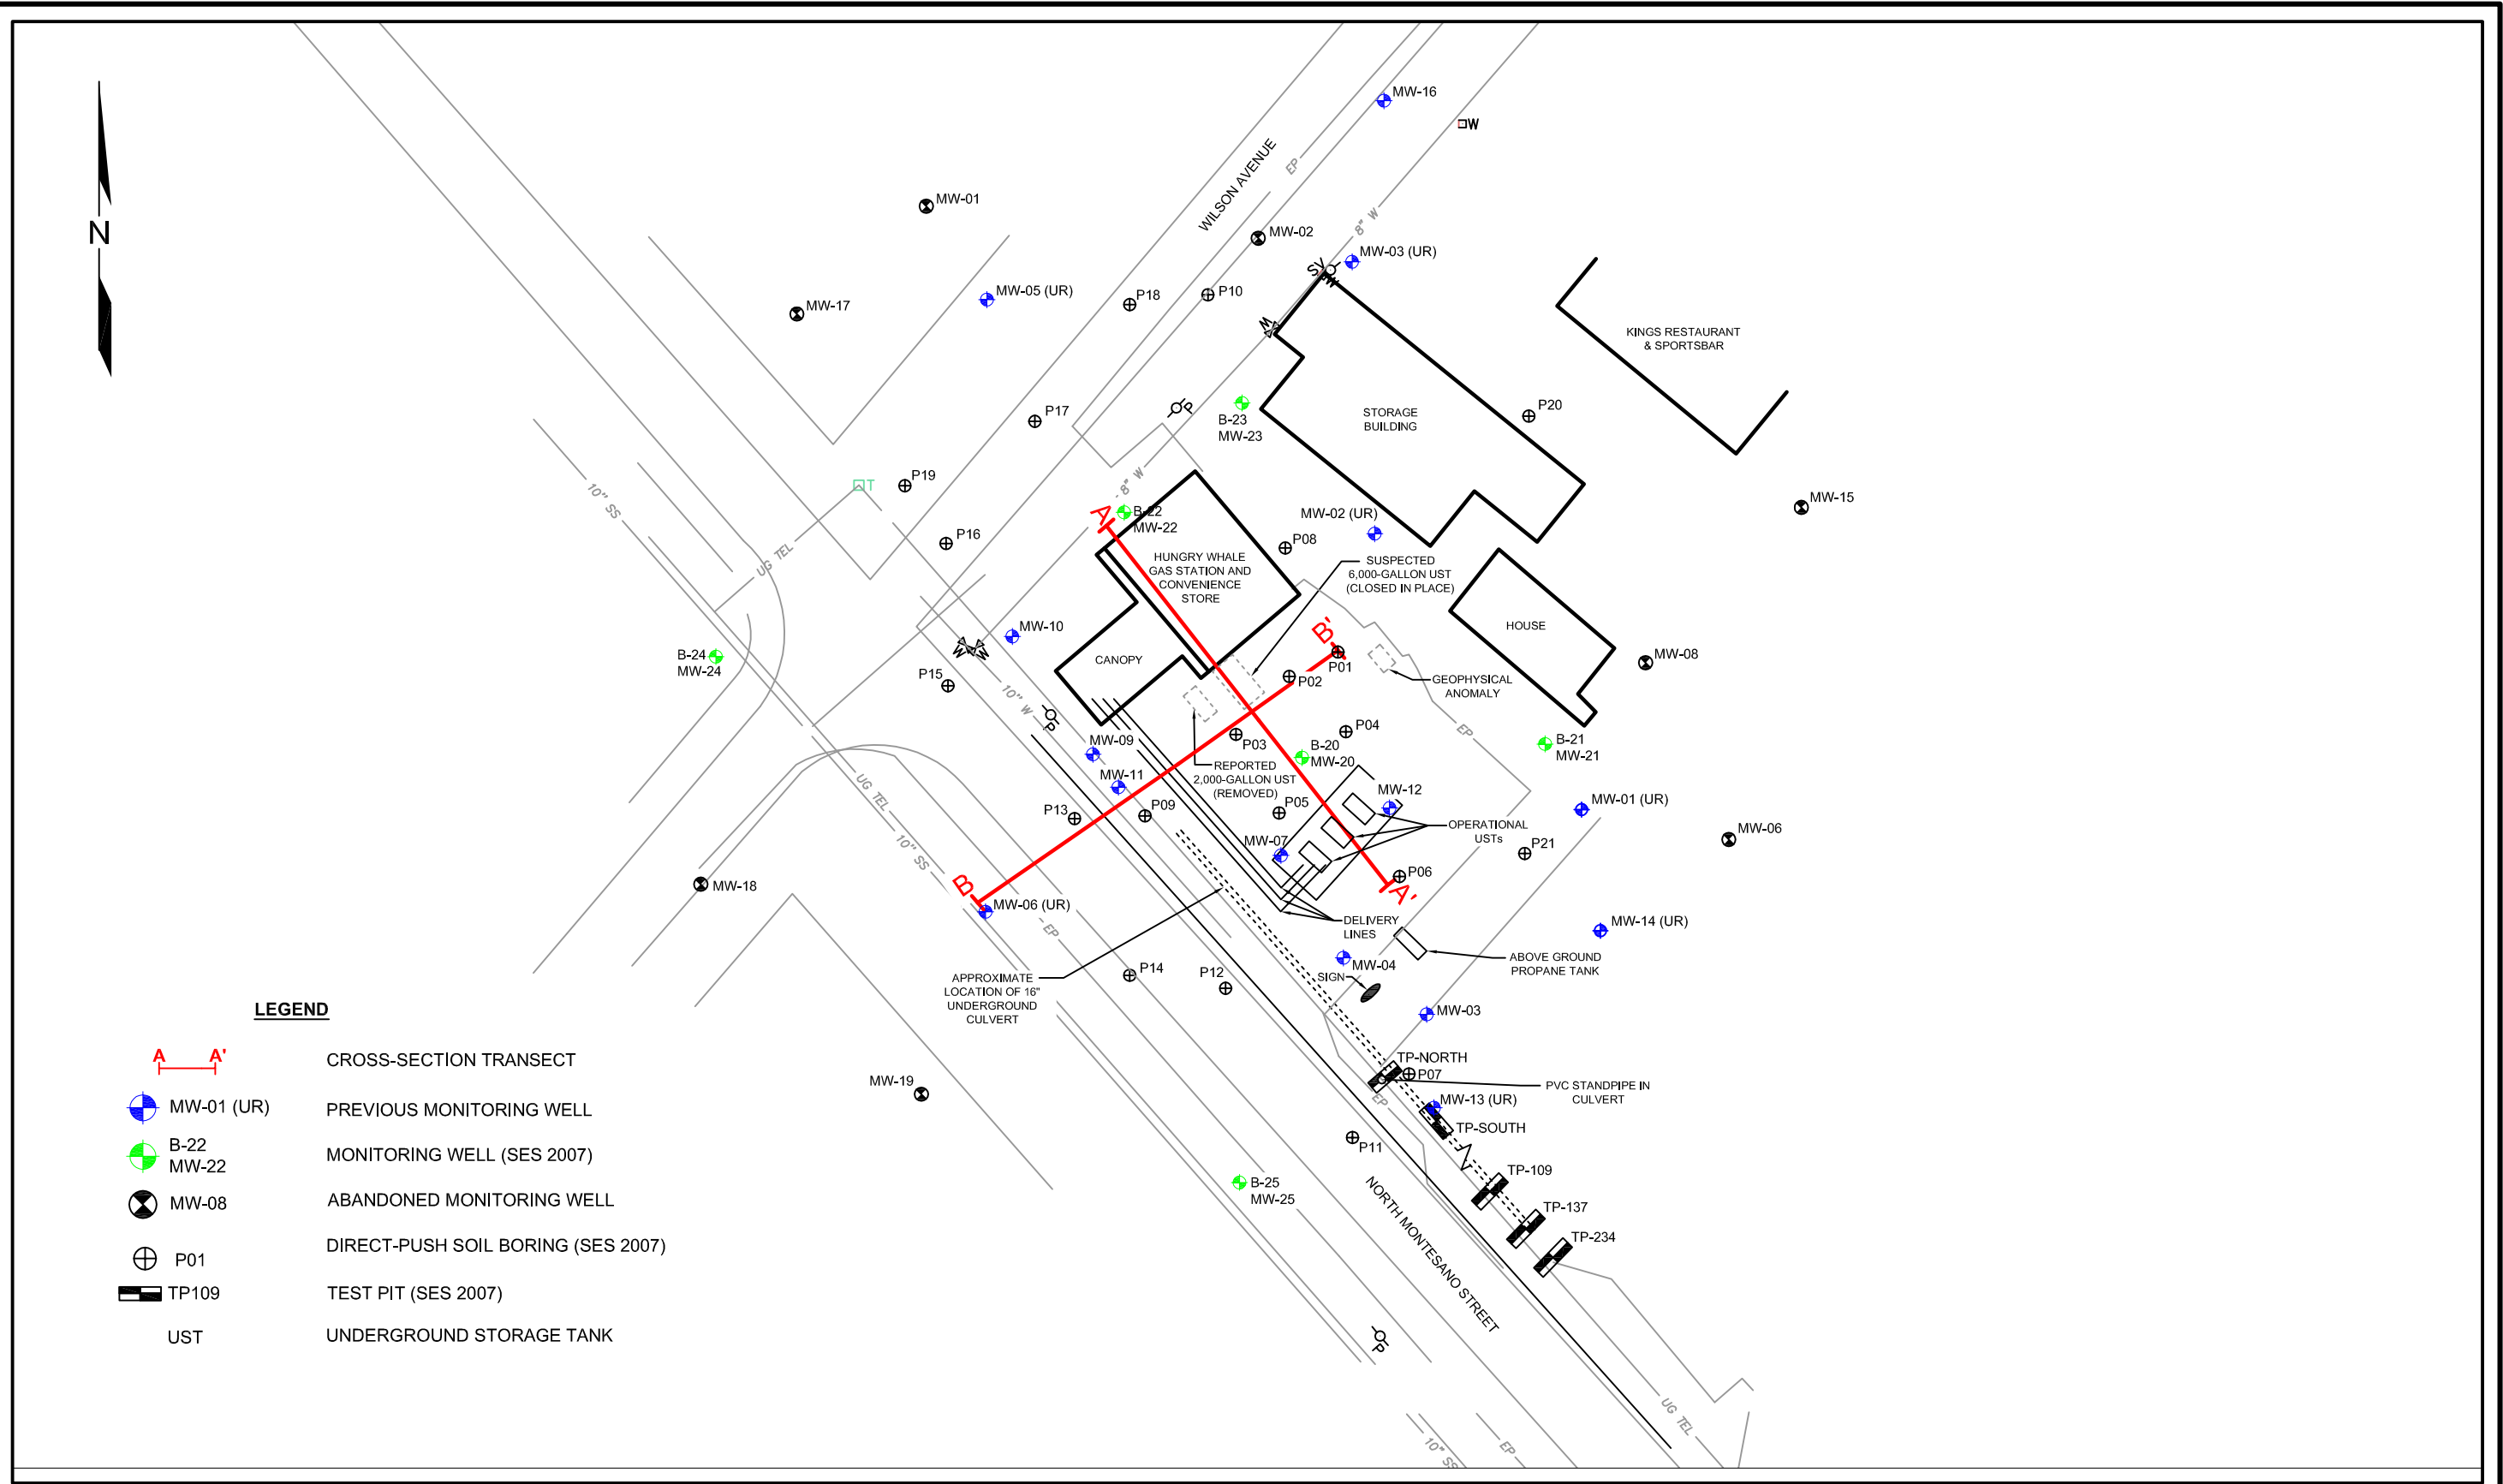 MW-16
W
WILSON AVENUE
EP
MW-01
8" W
MW-02
MW-03 (UR)
N
SV
W
MW-05 (UR)
P18
P10
MW-17
W
KINGS RESTAURANT
& SPORTSBAR
P17
P
B-23
MW-23
STORAGE
BUILDING
P20
P19
T
10" SS
8" W
MW-15
A
B-22
MW-22
MW-02 (UR)
P16
UG TEL
P08
HUNGRY WHALE
GAS STATION AND
CONVENIENCE
STORE
SUSPECTED
6,000-GALLON UST
(CLOSED IN PLACE)
MW-10
B'
HOUSE
W
W
B-24
MW-24
CANOPY
P01
MW-08
P15
P02
GEOPHYSICAL
ANOMALY
10" W
P
P04
EP
MW-09
P03
B-20
MW-20
B-21
MW-21
REPORTED
2,000-GALLON UST
(REMOVED)
MW-11
UG TEL
MW-12
P13
P09
P05
MW-01 (UR)
OPERATIONAL
USTs
MW-06
10" SS
MW-07
P21
B
MW-18
P06
A'
MW-06 (UR)
EP
DELIVERY
LINES
MW-14 (UR)
MW-04
ABOVE GROUND
PROPANE TANK
P14
P12
SIGN
APPROXIMATE
LOCATION OF 16"
UNDERGROUND
CULVERT
MW-03
TP-NORTH
P07
PVC STANDPIPE IN
CULVERT
MW-19
EP
MW-13 (UR)
TP-SOUTH
P11
TP-109
B-25
MW-25
TP-137
NORTH MONTESANO STREET
TP-234
P
UG TEL
10" SS
EP
LEGEND
A A' CROSS-SECTION TRANSECT
MW-01 (UR) PREVIOUS MONITORING WELL
B-22
MW-22 MONITORING WELL (SES 2007)
MW-08 ABANDONED MONITORING WELL
P01 DIRECT-PUSH SOIL BORING (SES 2007)
TP109 TEST PIT (SES 2007)
UST UNDERGROUND STORAGE TANK